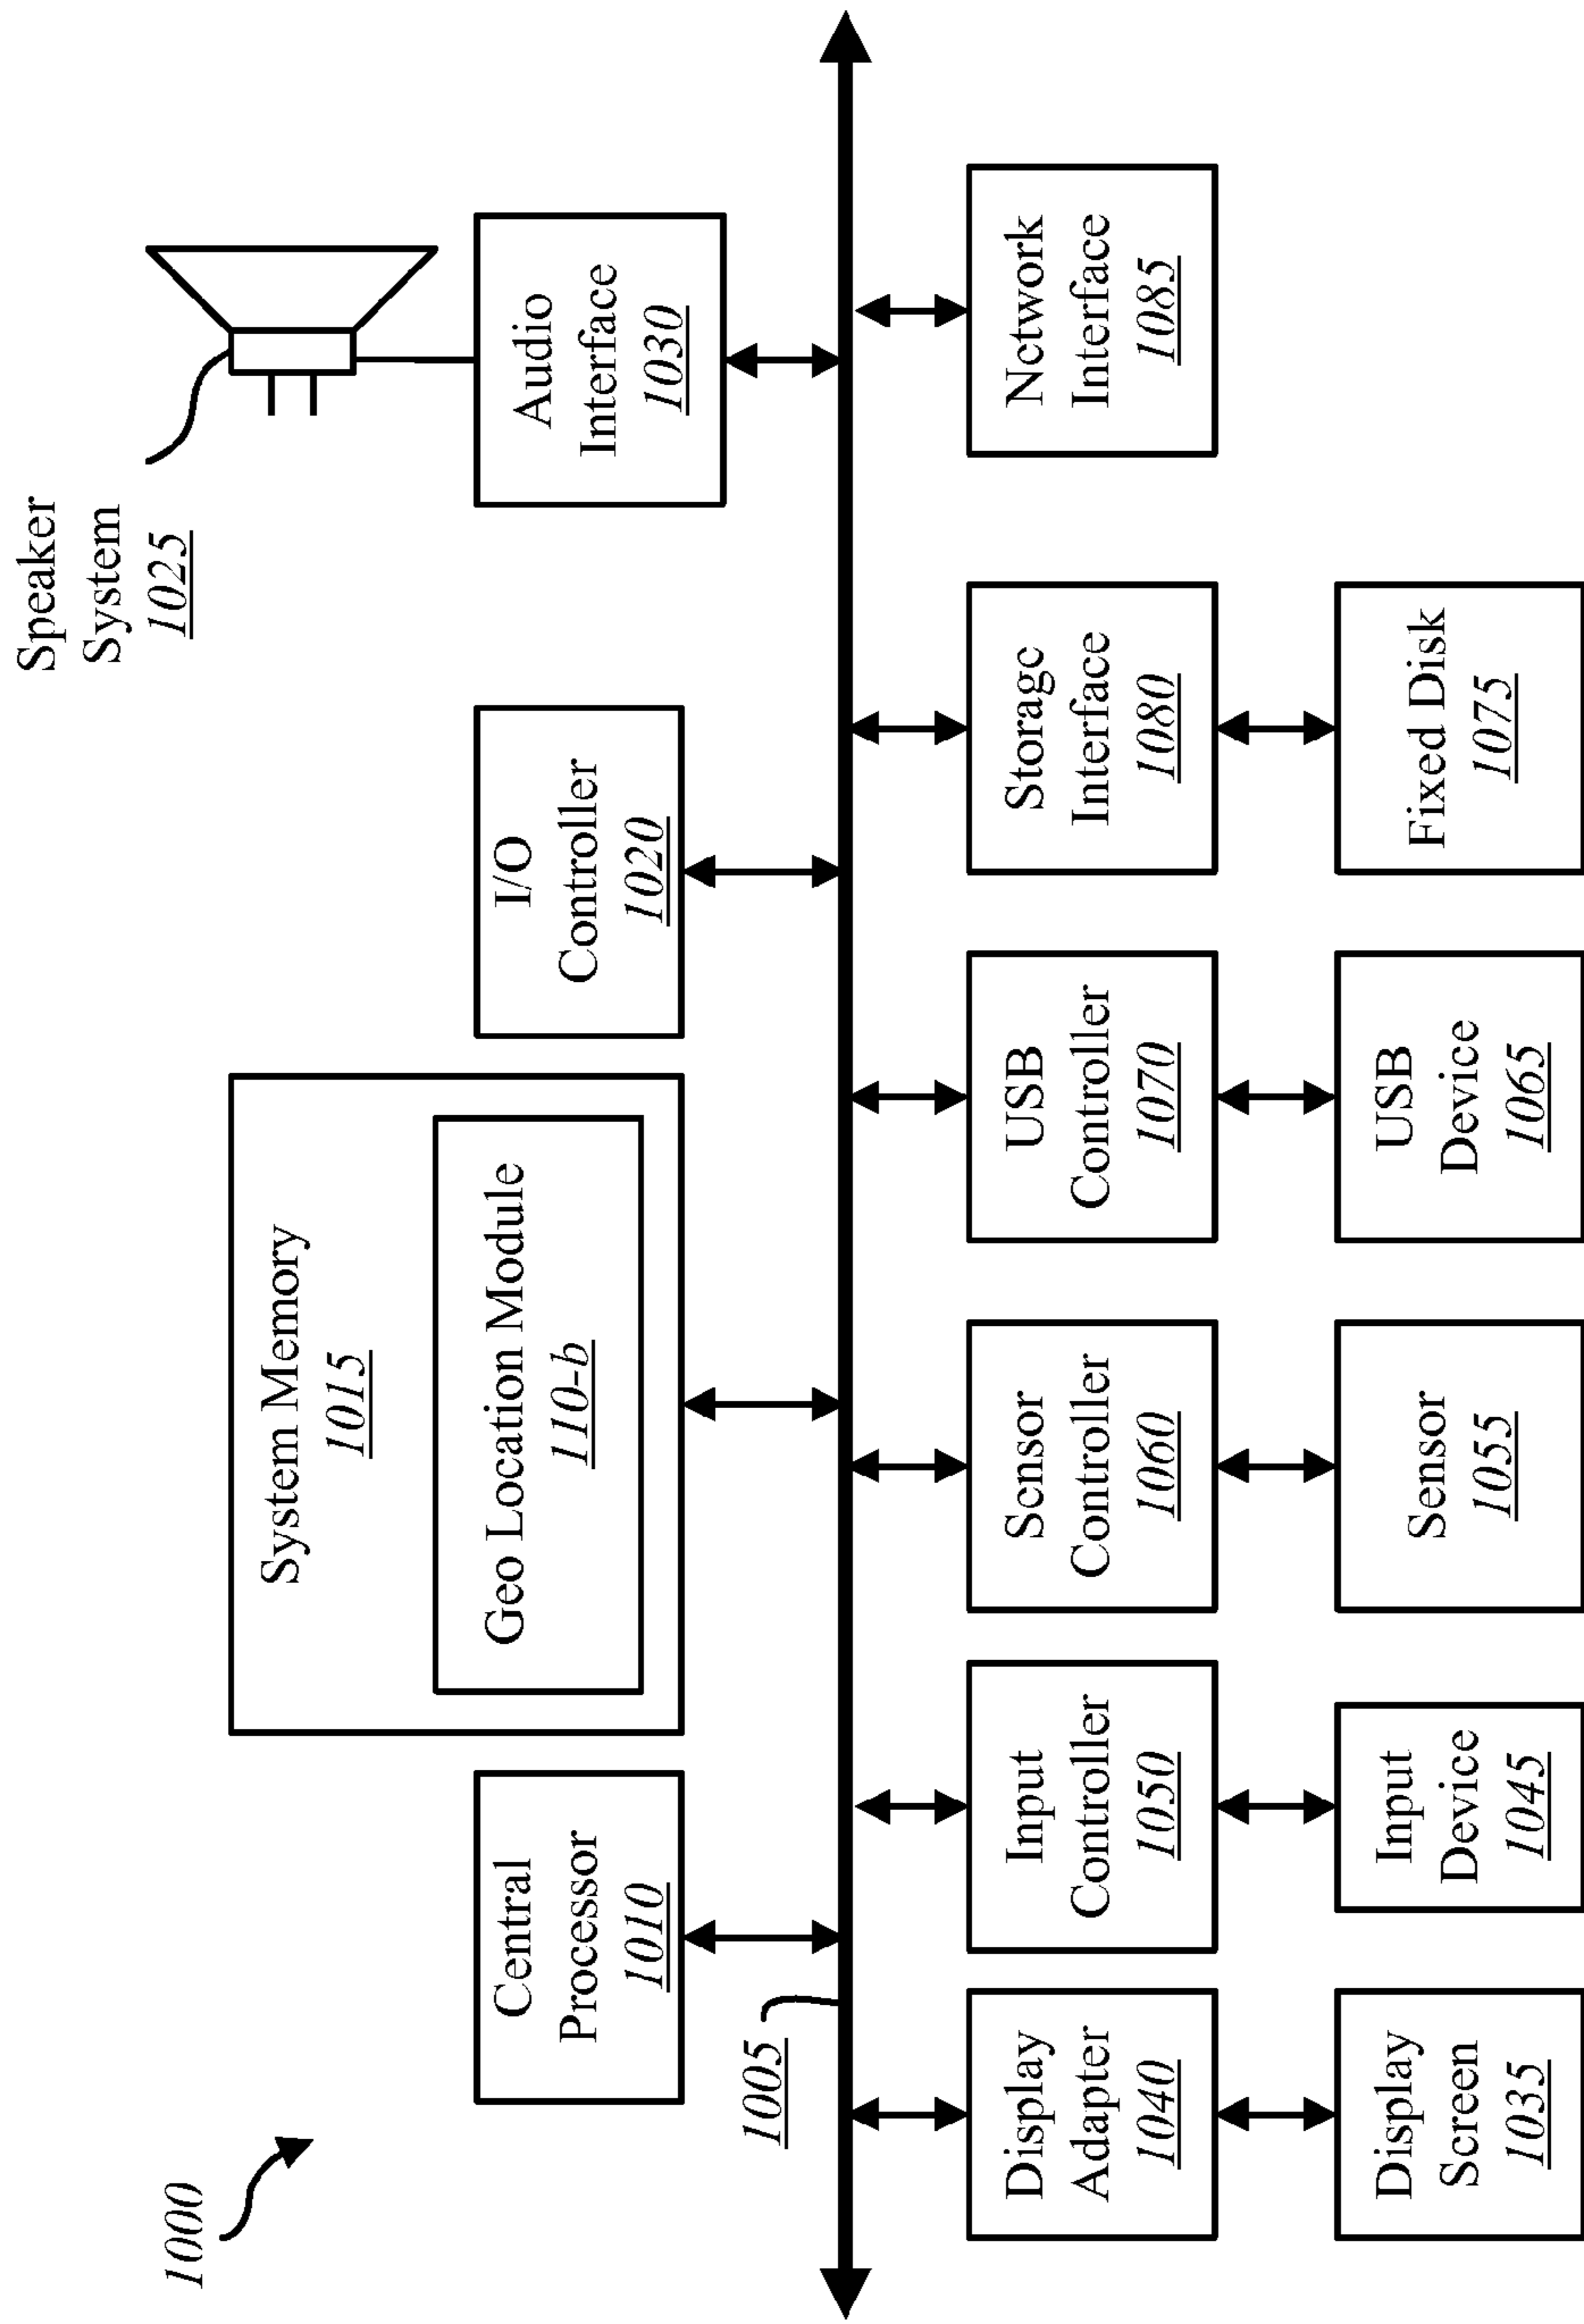 1000
Speaker
System
1025
Central
Processor
1010
System Memory
1015
Geo Location Module
110-b
I/O
Controller
1020
Audio
Interface
1030
1005
Display
Adapter
1040
Input
Controller
1050
Sensor
Controller
1060
USB
Controller
1070
Storage
Interface
1080
Network
Interface
1085
Display
Screen
1035
Input
Device
1045
Sensor
1055
USB
Device
1065
Fixed Disk
1075